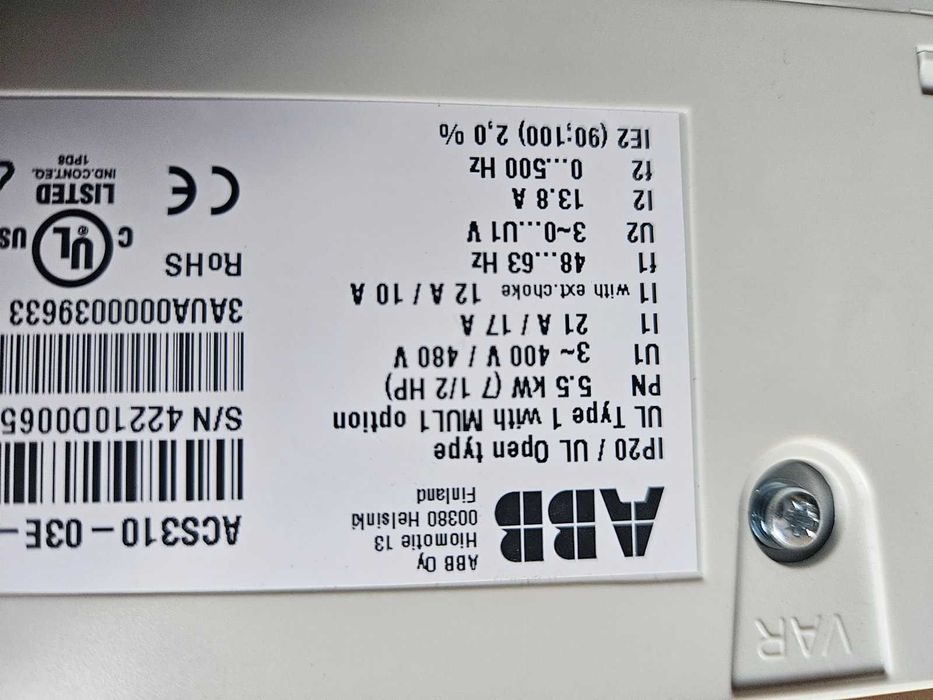 ABB
ABB Oy
Hiomotie 13
00380 Helsinki
Finland
IP20 / UL Open type
UL Type 1 with MUL1 option
PN 5.5 kW (7 1/2 HP)
U1 3~ 400 V / 480 V
I1 21 A / 17 A
I1 with ext.choke 12 A / 10 A
f1 48...63 Hz
U2 3~0...U1 V
I2 13.8 A
f2 0...500 Hz
IE2 (90;100) 2,0 %
ACS310-03E-
S/N 42210D0065
3AUA0000039633
RoHS
C UL® US
LISTED
IND.CONT.EQ.
1PD8
CE
VAR